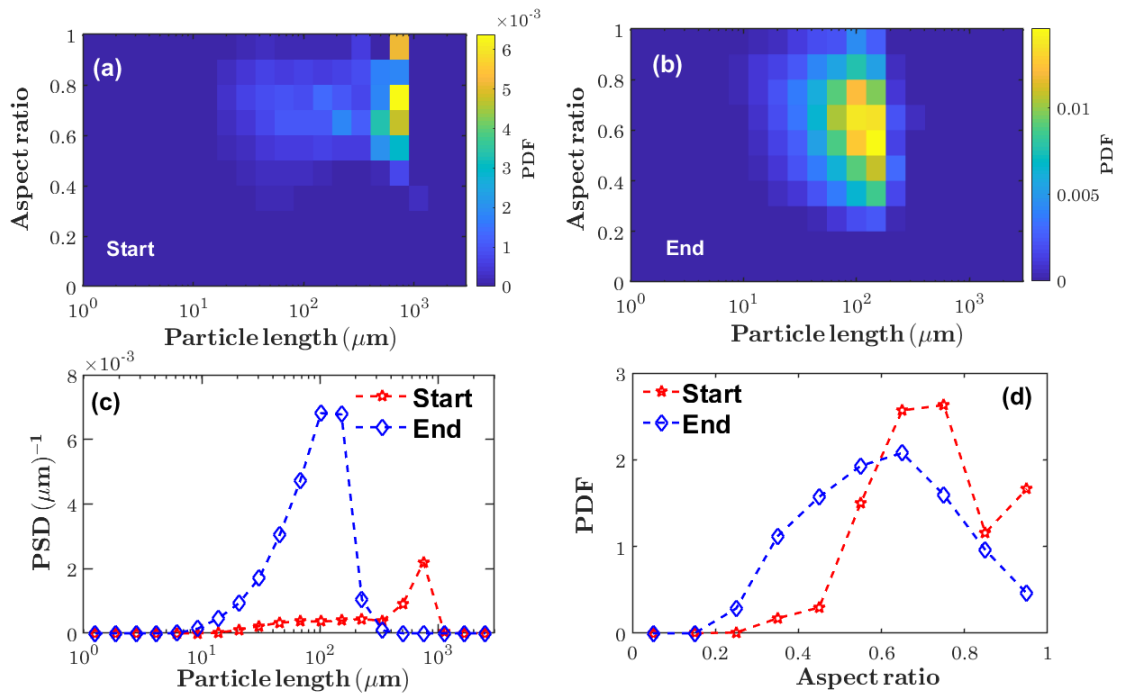 ×10⁻³
1
0.8
0.6
0.4
0.2
0
Aspect ratio
(a)
Start
10⁰
10¹
10²
10³
Particle length (μm)
6
5
4
3
2
1
0
PDF
1
0.8
0.6
0.4
0.2
0
Aspect ratio
(b)
End
10⁰
10¹
10²
10³
Particle length (μm)
0.01
0.005
0
PDF
×10⁻³
8
6
4
2
0
PSD (μm)⁻¹
(c)
Start
End
10⁰
10¹
10²
10³
Particle length (μm)
3
2
1
0
PDF
Start
End
(d)
0
0.2
0.4
0.6
0.8
1
Aspect ratio